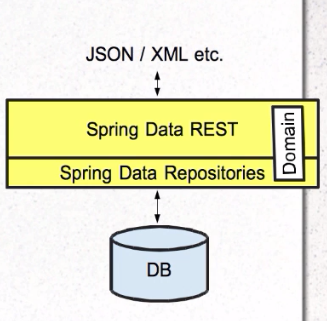 JSON / XML etc.
Spring Data REST
Domain
Spring Data Repositories
DB